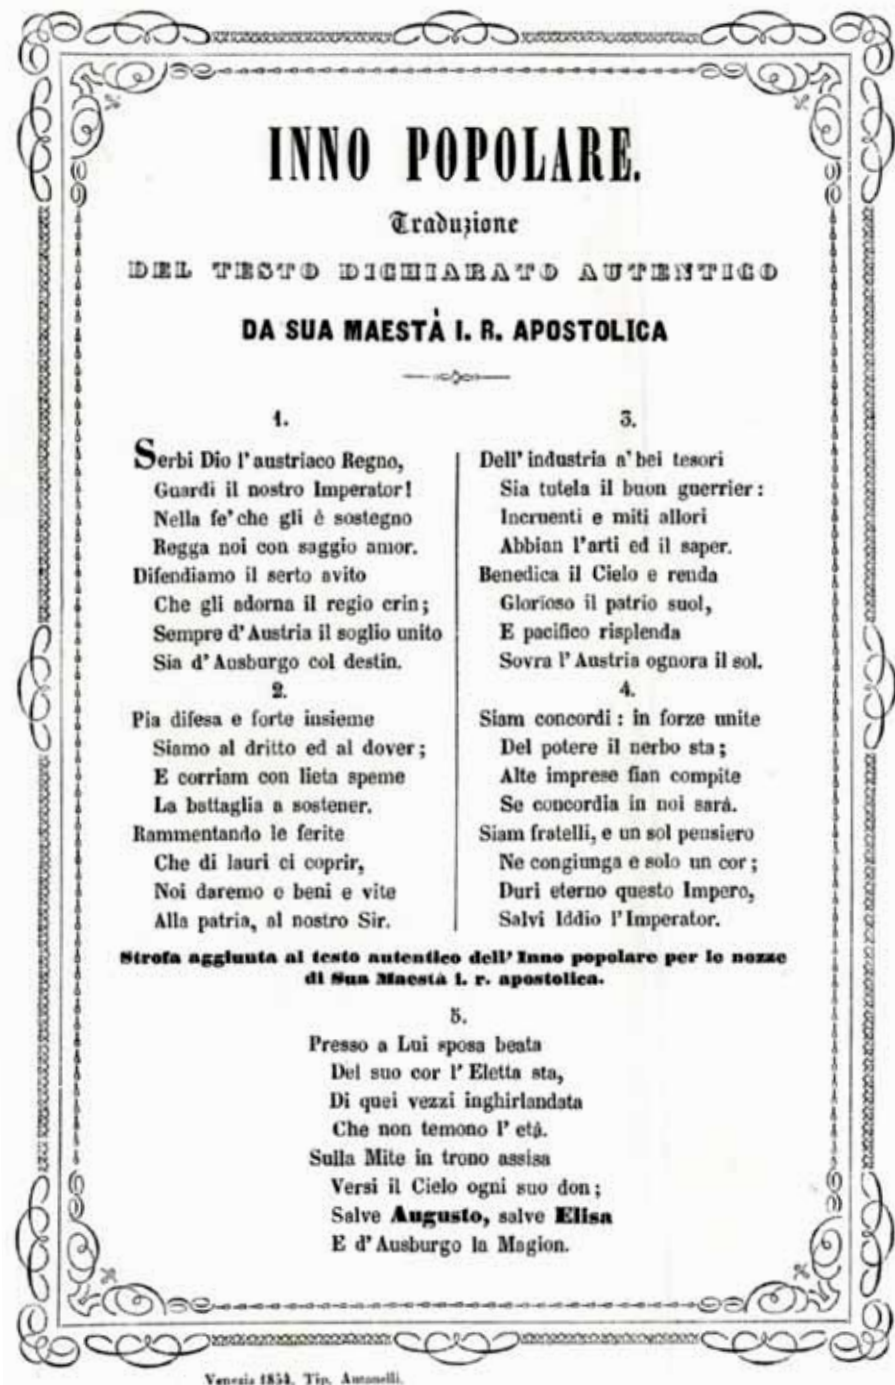 INNO POPOLARE.
Traduzione
DEL TESTO DICHIARATO AUTENTICO
DA SUA MAESTÀ I. R. APOSTOLICA
1.
Serbi Dio l'austriaco Regno,
Guardi il nostro Imperator!
Nella fe' che gli è sostegno
Regga noi con saggio amor.
Difendiamo il serto avito
Che gli adorna il regio crin;
Sempre d'Austria il soglio unito
Sia d'Ausburgo col destin.
2.
Pia difesa e forte insieme
Siamo al dritto ed al dover;
E corriam con lieta speme
La battaglia a sostener.
Rammentando le ferite
Che di lauri ci coprir,
Noi daremo e beni e vite
Alla patria, al nostro Sir.
3.
Dell'industria a' bei tesori
Sia tutela il buon guerrier:
Incruenti e miti allori
Abbian l'arti ed il saper.
Benedica il Cielo e renda
Glorioso il patrio suol,
E pacifico risplenda
Sovra l'Austria ognora il sol.
4.
Siam concordi: in forze unite
Del potere il nerbo sta;
Alte imprese fian compite
Se concordia in noi sarà.
Siam fratelli, e un sol pensiero
Ne congiunga e solo un cor;
Duri eterno questo Impero,
Salvi Iddio l'Imperator.
Strofa aggiunta al testo autentico dell'Inno popolare per le nozze
di Sua Maestà i. r. apostolica.
5.
Presso a Lui sposa beata
Del suo cor l'Eletta sta,
Di quei vezzi inghirlandata
Che non temono l'età.
Sulla Mite in trono assisa
Versi il Cielo ogni suo don;
Salve Augusto, salve Elisa
E d'Ausburgo la Magion.
Venezia 1854. Tip. Antonelli.